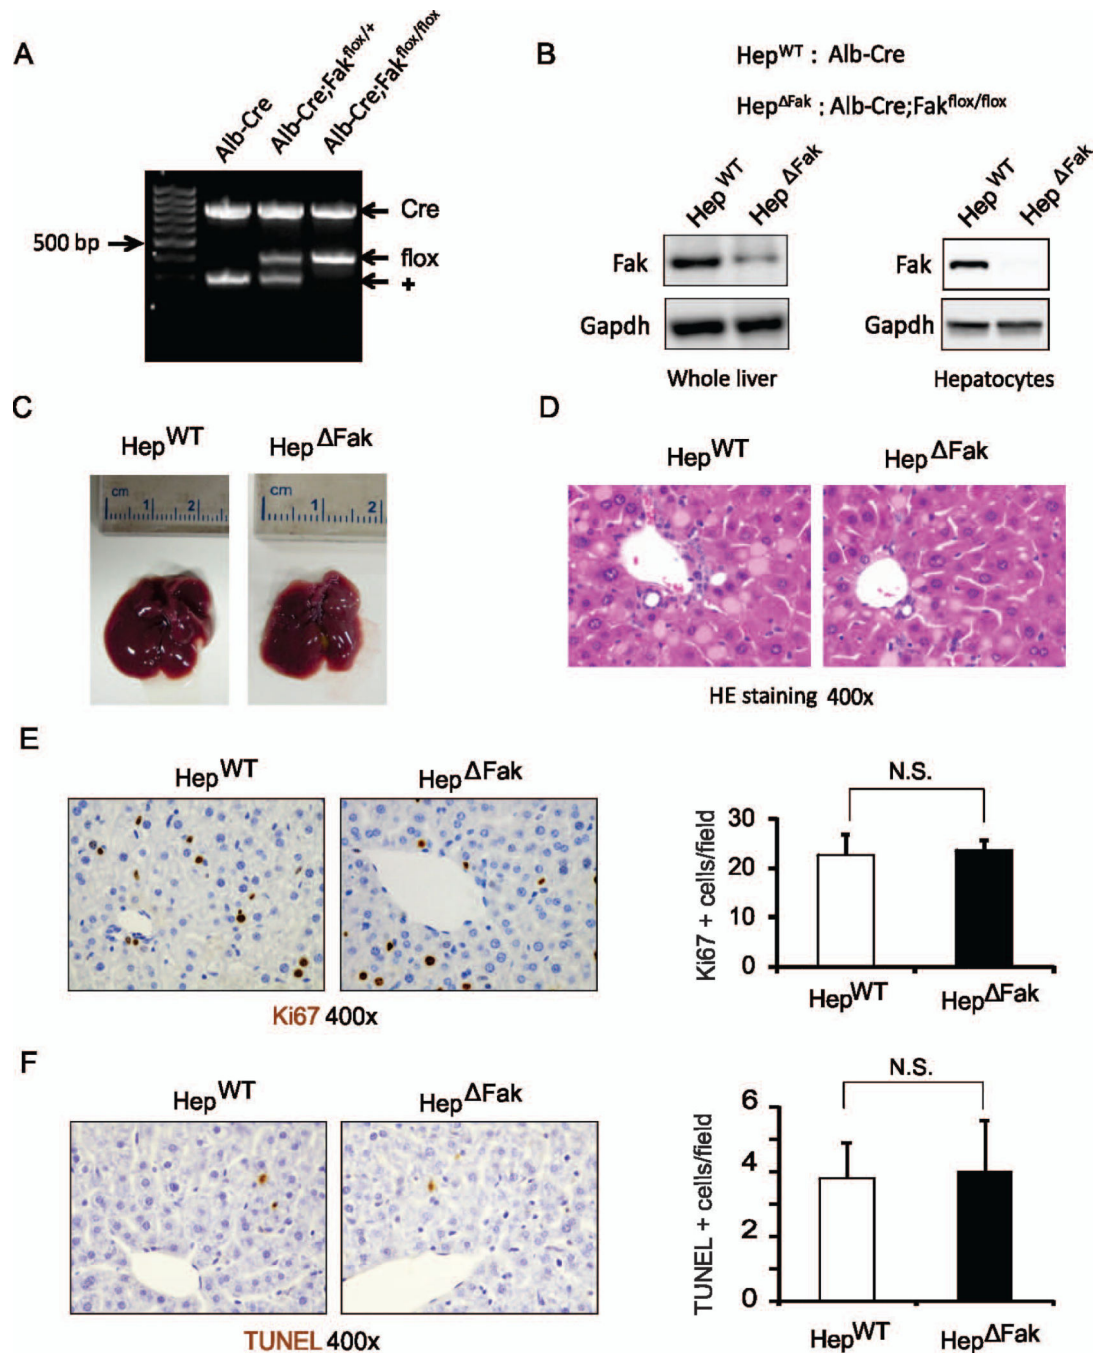 A
Alb-Cre
Alb-Cre;Fak^flox/+
Alb-Cre;Fak^flox/flox
500 bp
Cre
flox
+
B
Hep^WT : Alb-Cre
Hep^ΔFak : Alb-Cre;Fak^flox/flox
Hep^WT
Hep^ΔFak
Fak
Gapdh
Whole liver
Hep^WT
Hep^ΔFak
Fak
Gapdh
Hepatocytes
C
Hep^WT
Hep^ΔFak
cm 1 2
cm 1 2
D
Hep^WT
Hep^ΔFak
HE staining 400x
E
Hep^WT
Hep^ΔFak
Ki67 400x
N.S.
Ki67 + cells/field
30
20
10
0
Hep^WT
Hep^ΔFak
F
Hep^WT
Hep^ΔFak
TUNEL 400x
N.S.
TUNEL + cells/field
6
4
2
0
Hep^WT
Hep^ΔFak